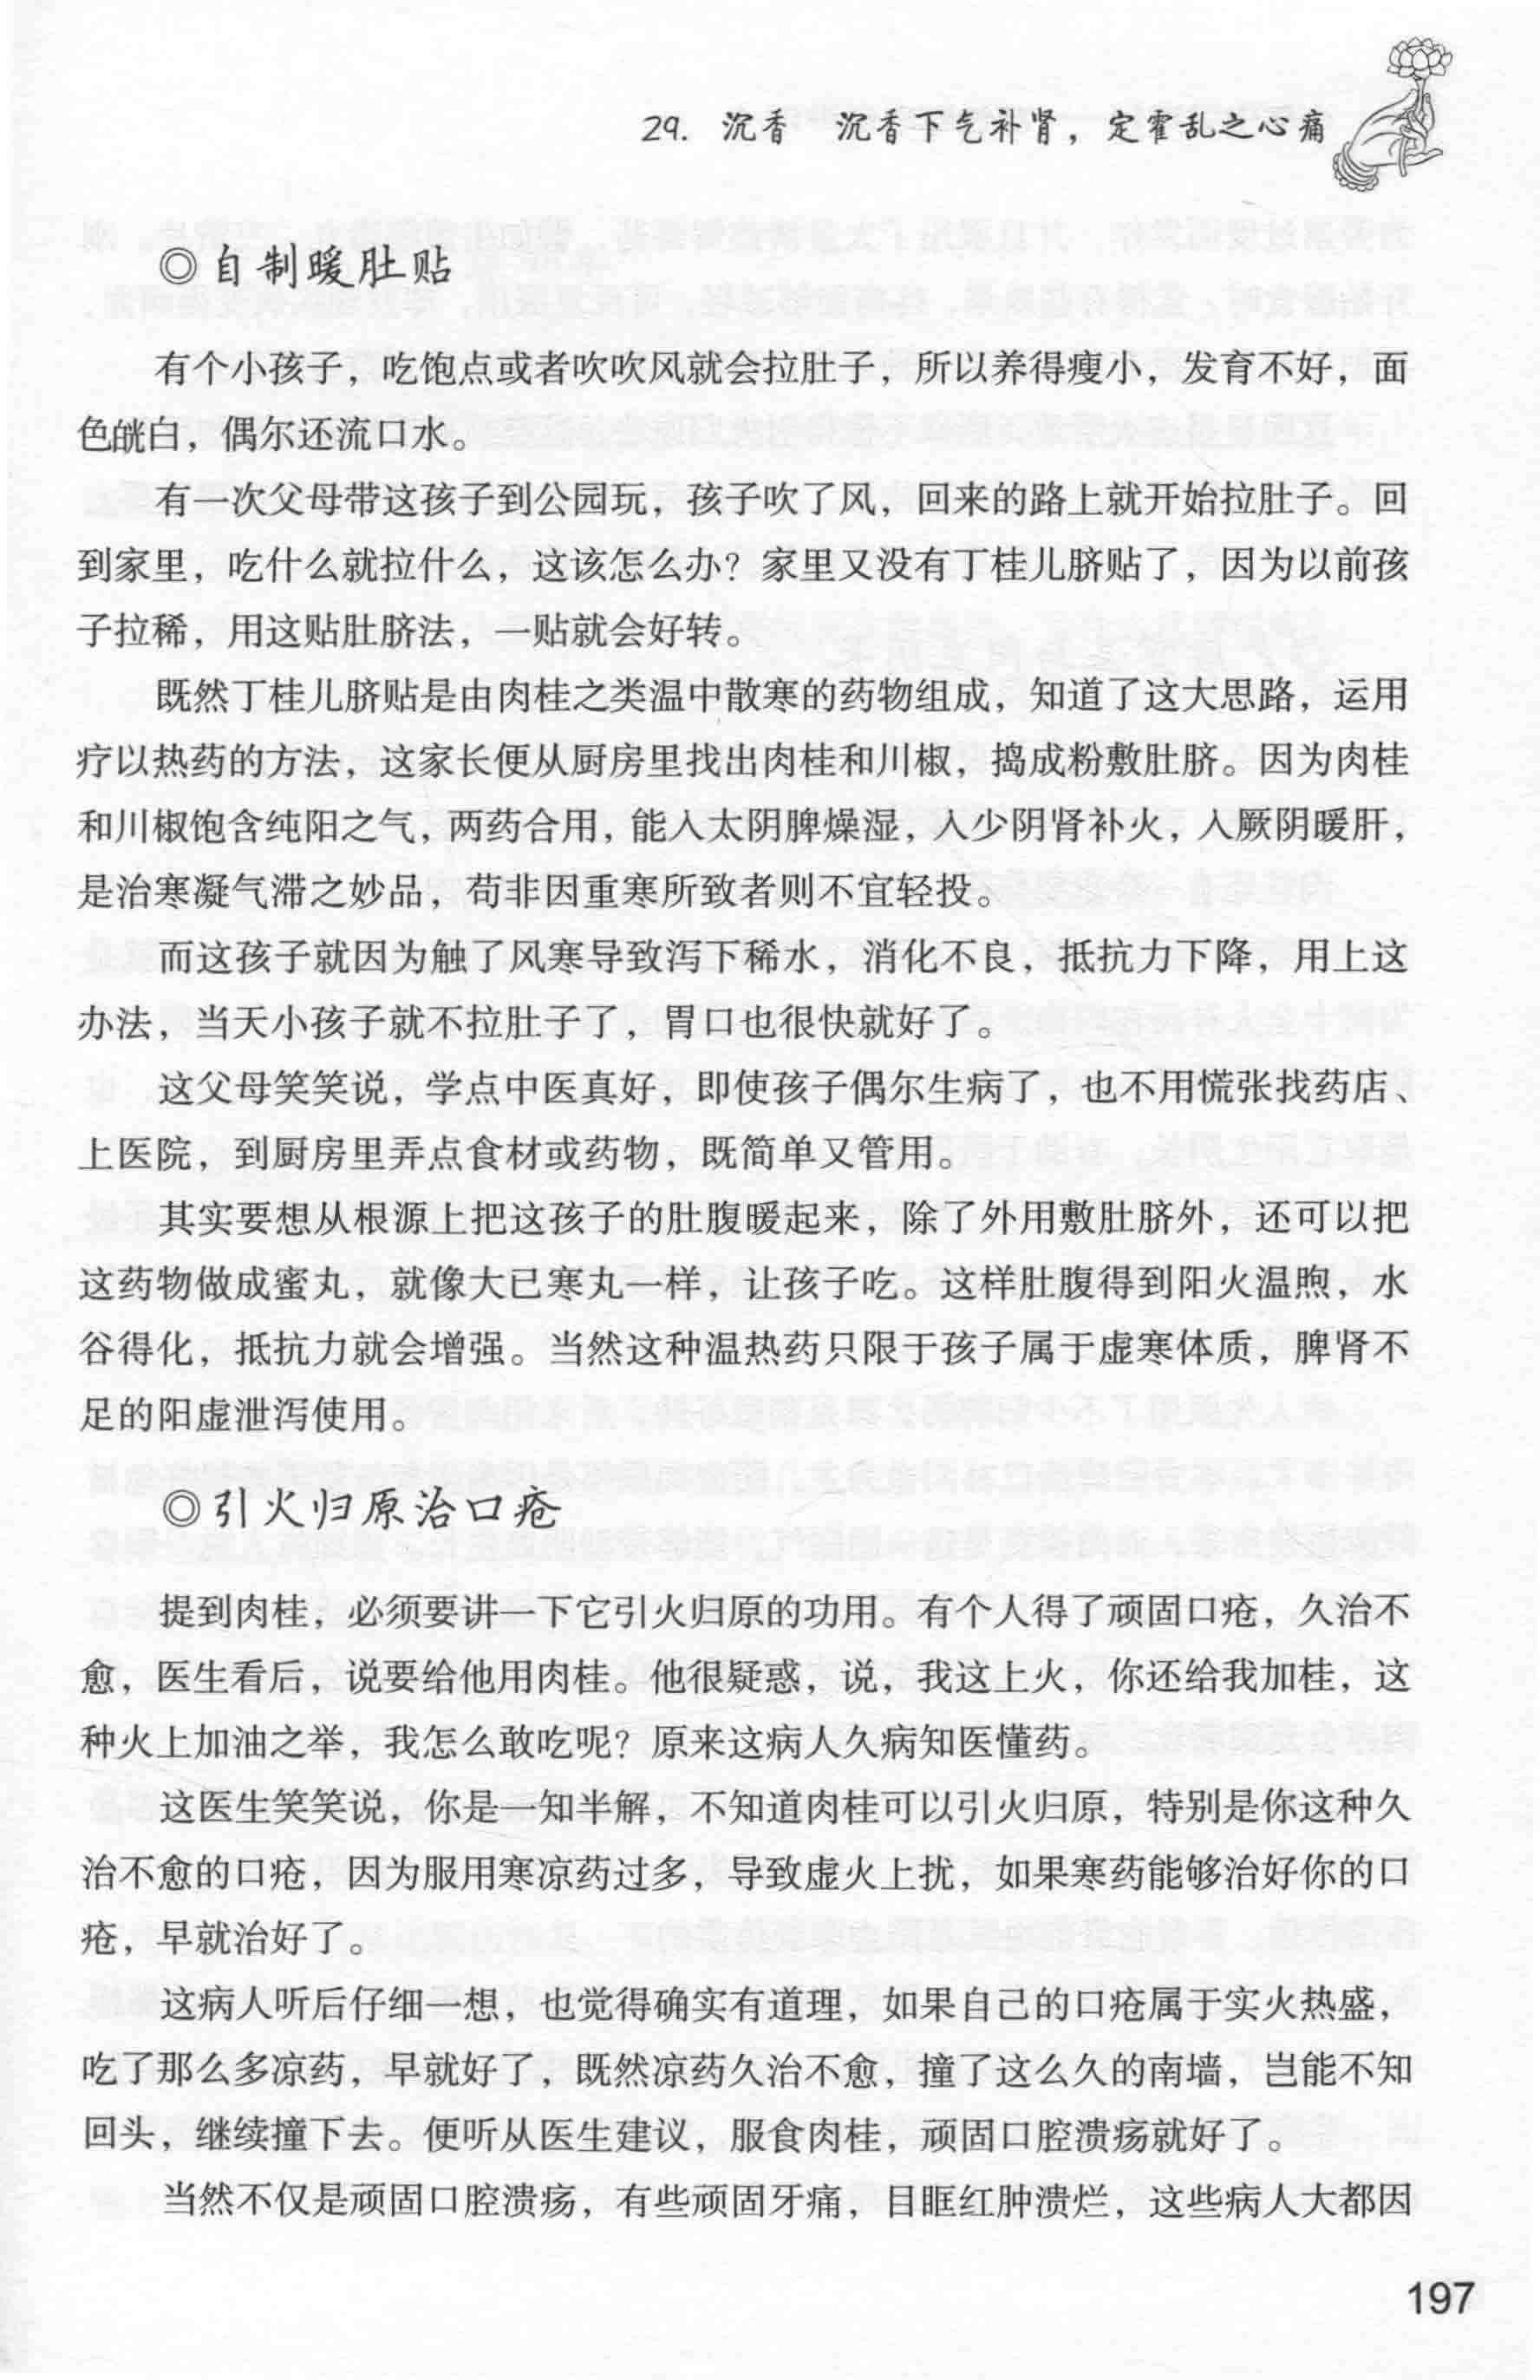 29. 沉香　沉香下气补肾，定霍乱之心痛
◎自制暖肚贴
有个小孩子，吃饱点或者吹吹风就会拉肚子，所以养得瘦小，发育不好，面
色㿠白，偶尔还流口水。
有一次父母带这孩子到公园玩，孩子吹了风，回来的路上就开始拉肚子。回
到家里，吃什么就拉什么，这该怎么办？家里又没有丁桂儿脐贴了，因为以前孩
子拉稀，用这贴肚脐法，一贴就会好转。
既然丁桂儿脐贴是由肉桂之类温中散寒的药物组成，知道了这大思路，运用
疗以热药的方法，这家长便从厨房里找出肉桂和川椒，捣成粉敷肚脐。因为肉桂
和川椒饱含纯阳之气，两药合用，能入太阴脾燥湿，入少阴肾补火，入厥阴暖肝，
是治寒凝气滞之妙品，苟非因重寒所致者则不宜轻投。
而这孩子就因为触了风寒导致泻下稀水，消化不良，抵抗力下降，用上这
办法，当天小孩子就不拉肚子了，胃口也很快就好了。
这父母笑笑说，学点中医真好，即使孩子偶尔生病了，也不用慌张找药店、
上医院，到厨房里弄点食材或药物，既简单又管用。
其实要想从根源上把这孩子的肚腹暖起来，除了外用敷肚脐外，还可以把
这药物做成蜜丸，就像大已寒丸一样，让孩子吃。这样肚腹得到阳火温煦，水
谷得化，抵抗力就会增强。当然这种温热药只限于孩子属于虚寒体质，脾肾不
足的阳虚泄泻使用。
◎引火归原治口疮
提到肉桂，必须要讲一下它引火归原的功用。有个人得了顽固口疮，久治不
愈，医生看后，说要给他用肉桂。他很疑惑，说，我这上火，你还给我加桂，这
种火上加油之举，我怎么敢吃呢？原来这病人久病知医懂药。
这医生笑笑说，你是一知半解，不知道肉桂可以引火归原，特别是你这种久
治不愈的口疮，因为服用寒凉药过多，导致虚火上扰，如果寒药能够治好你的口
疮，早就治好了。
这病人听后仔细一想，也觉得确实有道理，如果自己的口疮属于实火热盛，
吃了那么多凉药，早就好了，既然凉药久治不愈，撞了这么久的南墙，岂能不知
回头，继续撞下去。便听从医生建议，服食肉桂，顽固口腔溃疡就好了。
当然不仅是顽固口腔溃疡，有些顽固牙痛，目眶红肿溃烂，这些病人大都因
197